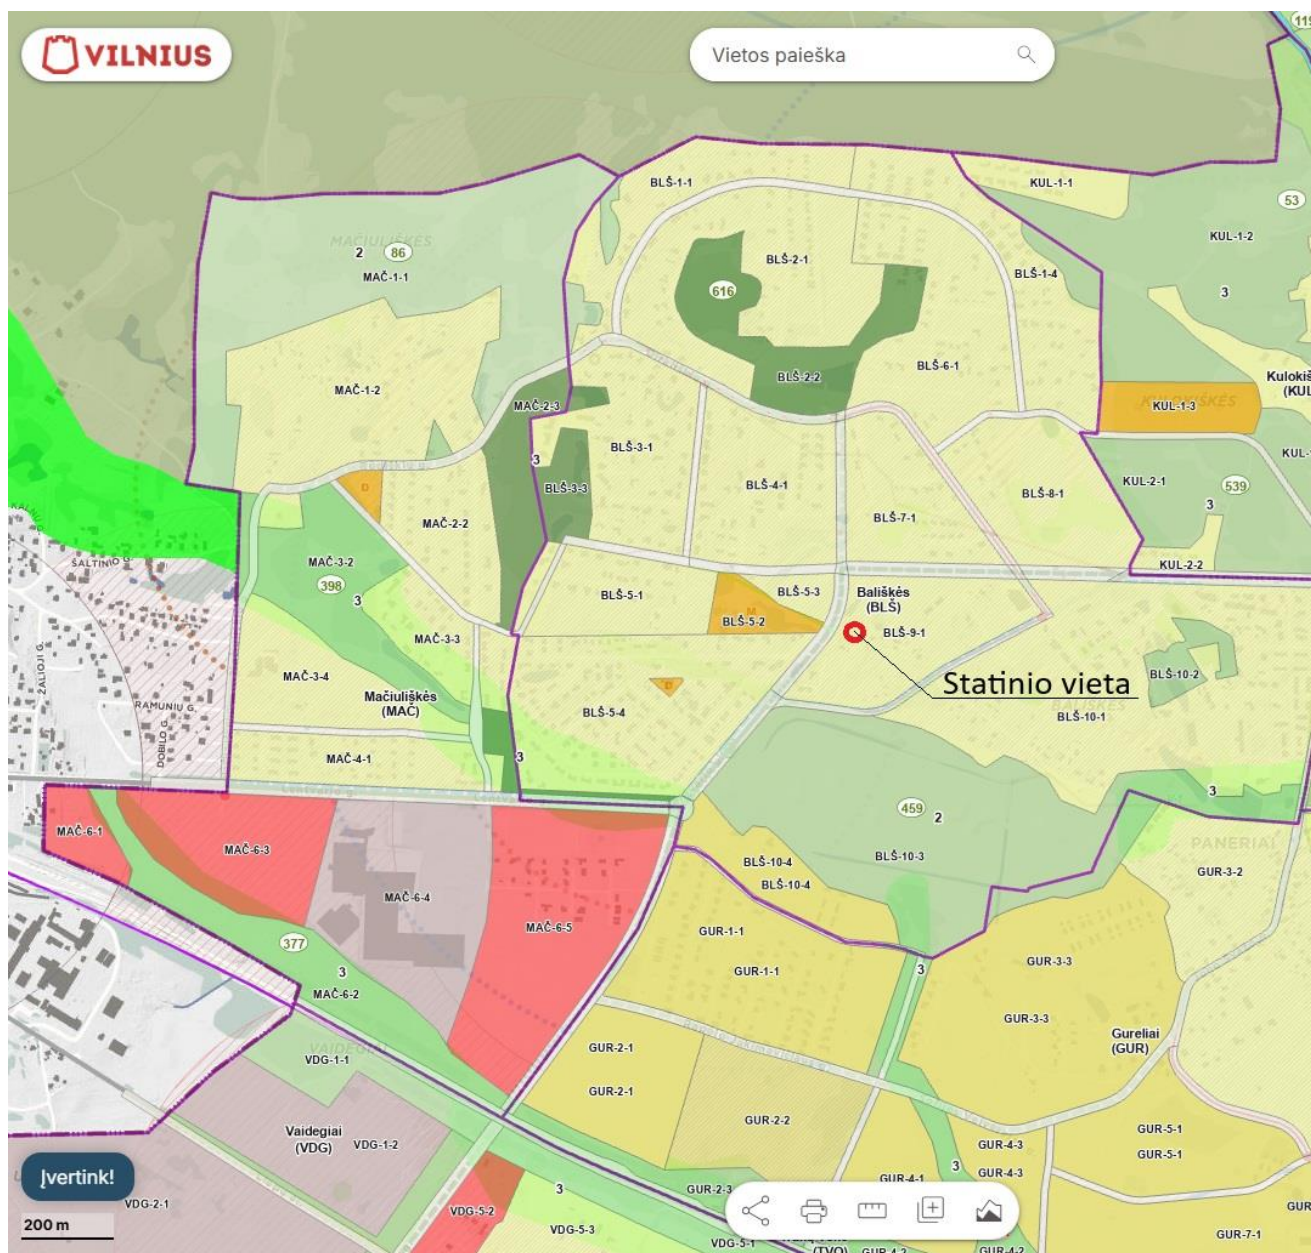 VILNIUS
Vietos paieška
119
BLŠ-1-1
KUL-1-1
53
MAČIULIŠKĖS
2
86
MAČ-1-1
BLŠ-2-1
BLŠ-1-4
KUL-1-2
3
616
BLŠ-6-1
BLŠ-2-2
MAČ-1-2
MAČ-2-3
KUL-1-3
KULOKIŠKĖS
BLŠ-3-1
3
BLŠ-3-3
BLŠ-4-1
BLŠ-8-1
KUL-2-1
539
3
D
MAČ-2-2
BLŠ-7-1
KALNŲ G.
ŠALTINIO G.
MAČ-3-2
398
3
KUL-2-2
BLŠ-5-1
BLŠ-5-3
Bališkės
(BLŠ)
M
BLŠ-5-2
BLŠ-9-1
MAČ-3-3
ŽALIOJI G.
MAČ-3-4
RAMUNIŲ G.
DOBILO G.
Mačiuliškės
(MAČ)
D
BLŠ-5-4
Statinio vieta
BLŠ-10-2
BALIŠKĖS
BLŠ-10-1
MAČ-4-1
3
3
459
2
MAČ-6-1
MAČ-6-3
BLŠ-10-3
BLŠ-10-4
BLŠ-10-4
PANERIAI
GUR-3-2
MAČ-6-4
MAČ-6-5
GUR-1-1
GUR-1-1
377
3
MAČ-6-2
3
GUR-3-3
GUR-3-3
VAIDEGIAI
VDG-1-1
GUR-2-1
GUR-2-1
Gureliai
(GUR)
GUR-2-2
Vaidegiai
(VDG)
VDG-1-2
GUR-4-3
GUR-4-3
GUR-5-1
GUR-5-1
3
GUR-4-1
Įvertink!
VDG-2-1
3
GUR-2-3
VDG-5-2
VDG-5-3
VDG-5-1
GUR-4-2
GUR-7-1
(TVO)
200 m